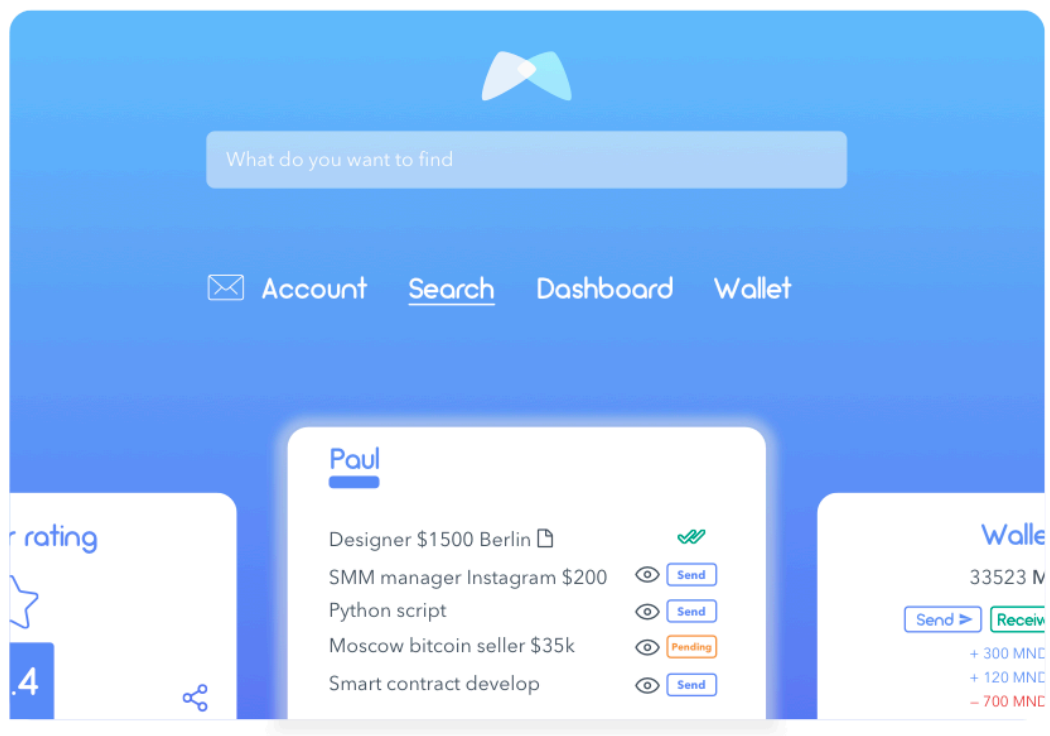 What do you want to find
Account Search Dashboard Wallet
Paul
Designer $1500 Berlin
SMM manager Instagram $200 Send
Python script Send
Moscow bitcoin seller $35k Pending
Smart contract develop Send
rating
.4
33523
Send
+ 300 MND
+ 120 MND
– 700 MND